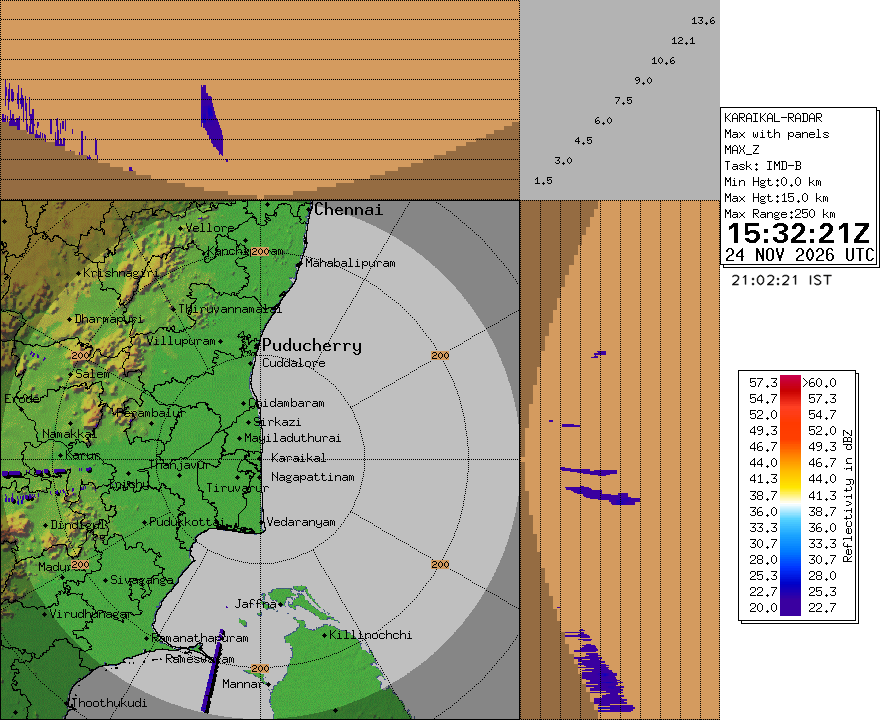 13.6
12.1
10.6
9.0
7.5
6.0
4.5
3.0
1.5
KARAIKAL-RADAR
Max with panels
MAX_Z
Task: IMD-B
Min Hgt:0.0 km
Max Hgt:15.0 km
Max Range:250 km
15:32:21Z
24 NOV 2026 UTC
21:02:21 IST
Chennai
Vellore
200
Mahabalipuram
Krishnagiri
Thiruvannamalai
Dharmapuri
Villupuram
Puducherry
200
200
Cuddalore
Salem
Chidambaram
Perambalur
Sirkazi
Namakkal
Mayiladuthurai
Karur
Karaikal
Thanjavur
Nagapattinam
Tiruvarur
Dindigul
Pudukkottai
Vedaranyam
200
200
Sivaganga
Jaffna
Virudhunagar
Ramanathapuram
Killinochchi
Rameswaram
200
Mannar
Thoothukudi
57.3 >60.0
54.7 57.3
52.0 54.7
49.3 52.0
46.7 49.3
44.0 46.7
41.3 44.0
38.7 41.3
36.0 38.7
33.3 36.0
30.7 33.3
28.0 30.7
25.3 28.0
22.7 25.3
20.0 22.7
Reflectivity in dBZ